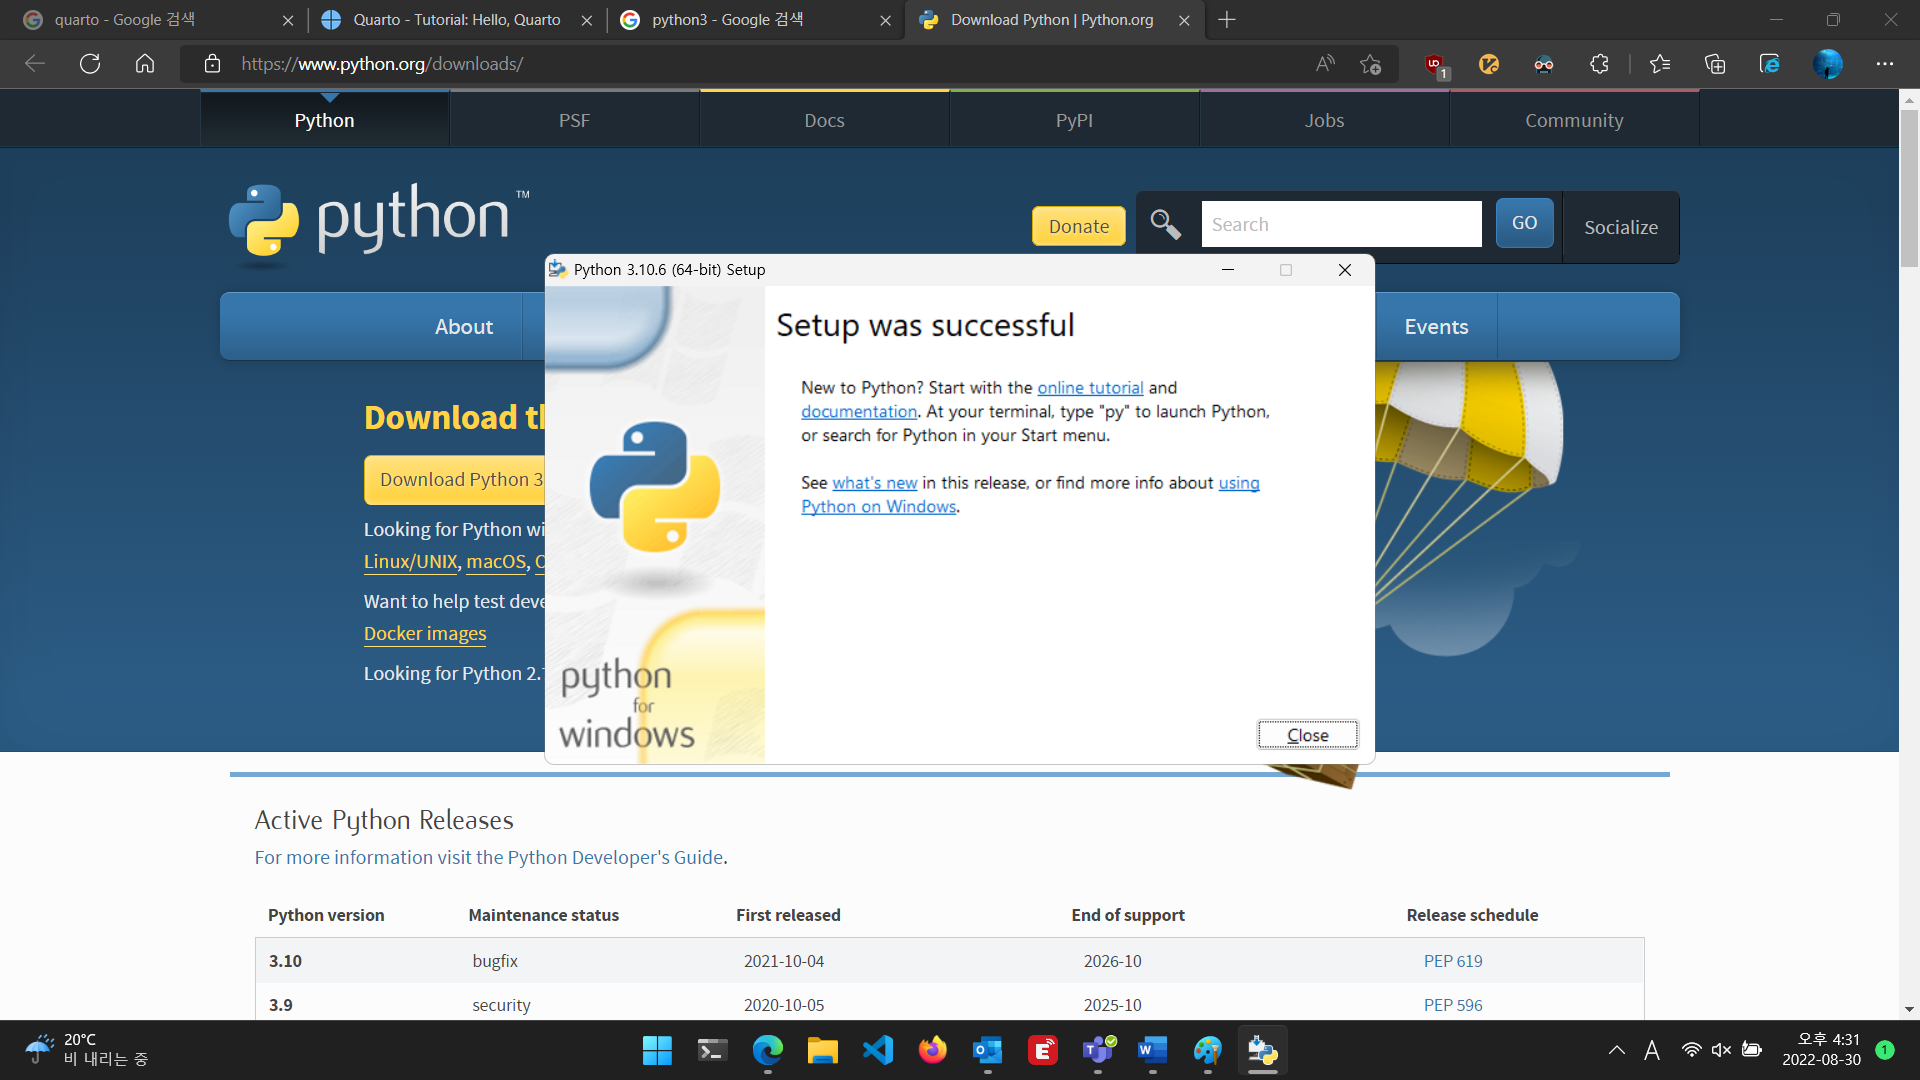 quarto - Google 검색
Quarto - Tutorial: Hello, Quarto
python3 - Google 검색
Download Python | Python.org
https://www.python.org/downloads/
1
Python
PSF
Docs
PyPI
Jobs
Community
python™
Donate
Search
GO
Socialize
About
Events
Python 3.10.6 (64-bit) Setup
Setup was successful
New to Python? Start with the online tutorial and
documentation. At your terminal, type "py" to launch Python,
or search for Python in your Start menu.
See what's new in this release, or find more info about using
Python on Windows.
python
for
windows
Close
Download th
Download Python 3
Looking for Python wi
Linux/UNIX, macOS, O
Want to help test deve
Docker images
Looking for Python 2.
Active Python Releases
For more information visit the Python Developer's Guide.
Python version Maintenance status First released End of support Release schedule
3.10 bugfix 2021-10-04 2026-10 PEP 619
3.9 security 2020-10-05 2025-10 PEP 596
20°C
비 내리는 중
A
오후 4:31
2022-08-30
1